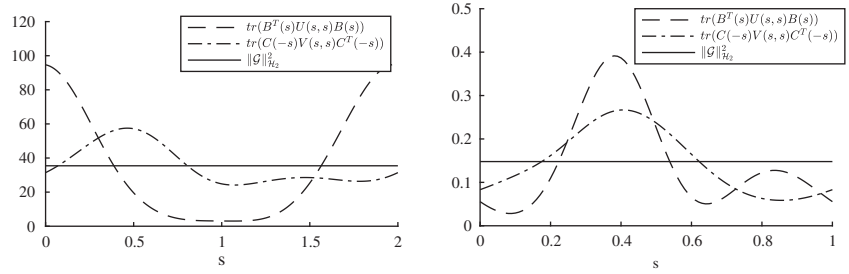 120
100
80
60
40
20
0
0 0.5 1 1.5 2
s
tr(B^T(s)U(s,s)B(s))
tr(C(−s)V(s,s)C^T(−s))
‖𝒢‖²_{ℋ₂}
0.5
0.4
0.3
0.2
0.1
0
0 0.2 0.4 0.6 0.8 1
s
tr(B^T(s)U(s,s)B(s))
tr(C(−s)V(s,s)C^T(−s))
‖𝒢‖²_{ℋ₂}